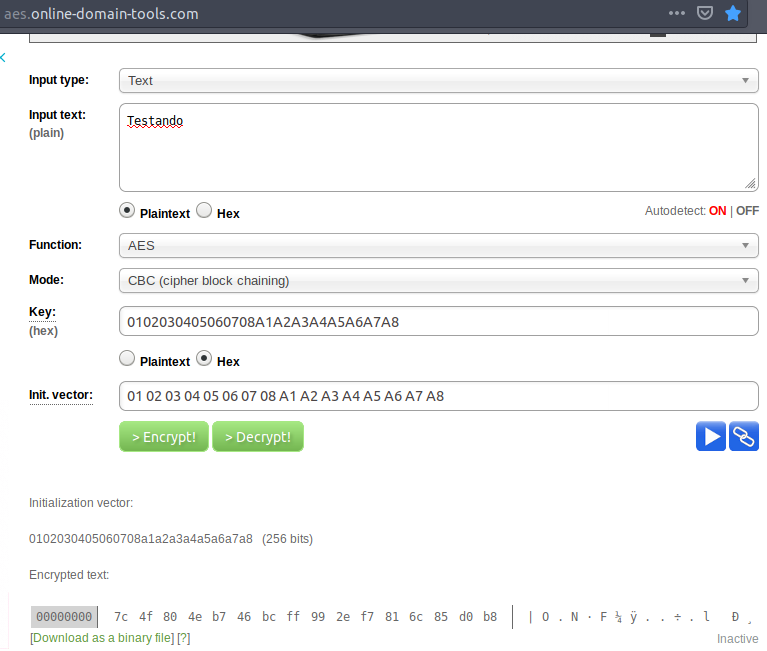 aes.online-domain-tools.com
Input type: Text
Input text: Testando
(plain)
Plaintext Hex Autodetect: ON | OFF
Function: AES
Mode: CBC (cipher block chaining)
Key: 0102030405060708A1A2A3A4A5A6A7A8
(hex)
Plaintext Hex
Init. vector: 01 02 03 04 05 06 07 08 A1 A2 A3 A4 A5 A6 A7 A8
> Encrypt! > Decrypt!
Initialization vector:
0102030405060708a1a2a3a4a5a6a7a8 (256 bits)
Encrypted text:
00000000 7c 4f 80 4e b7 46 bc ff 99 2e f7 81 6c 85 d0 b8 | O . N · F ¼ ÿ . . ÷ . l Ð ¸
[Download as a binary file] [?] Inactive